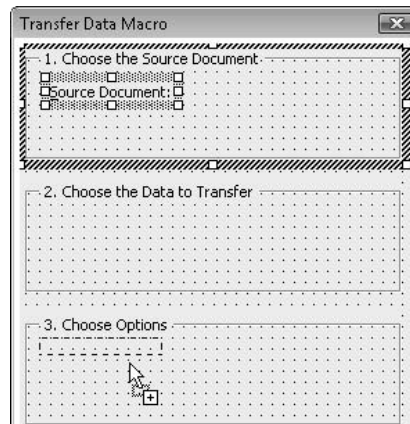 Transfer Data Macro
1. Choose the Source Document
Source Document:
2. Choose the Data to Transfer
3. Choose Options